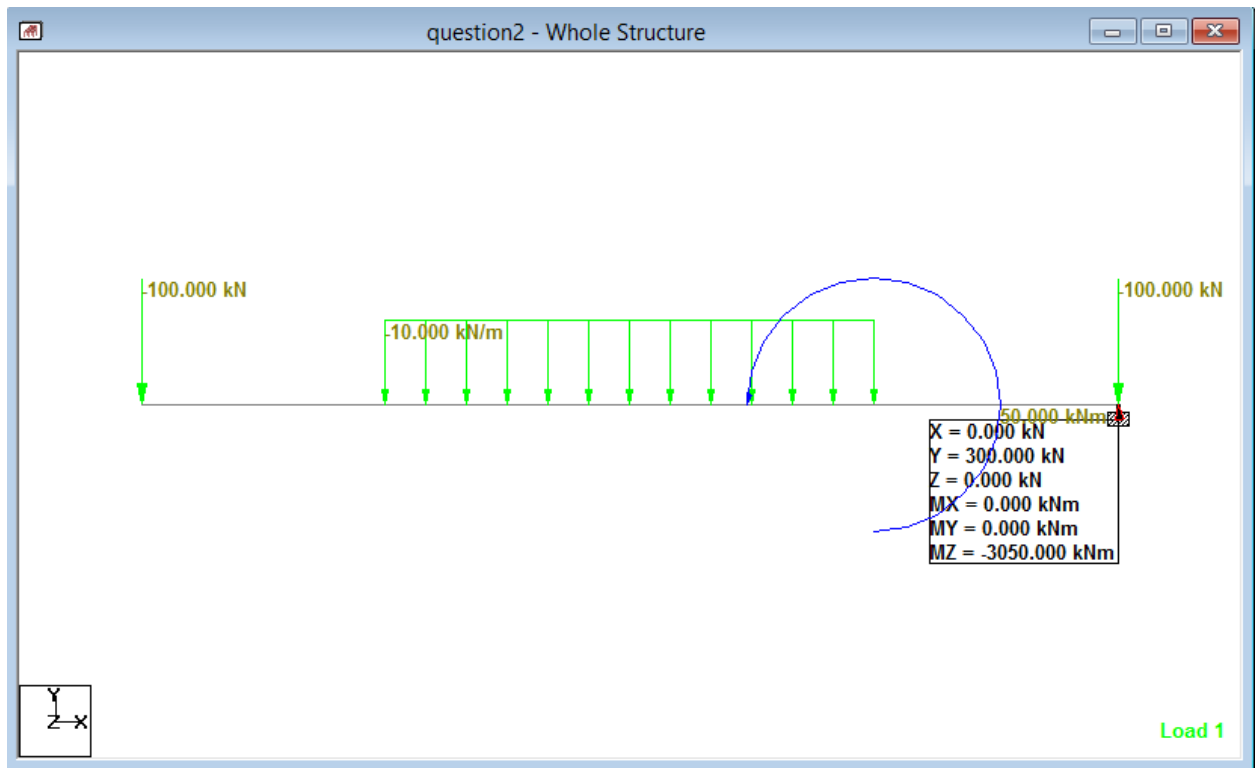 question2 - Whole Structure
-100.000 kN
-100.000 kN
-10.000 kN/m
50.000 kNm
X = 0.000 kN
Y = 300.000 kN
Z = 0.000 kN
MX = 0.000 kNm
MY = 0.000 kNm
MZ = -3050.000 kNm
Y
Z X
Load 1